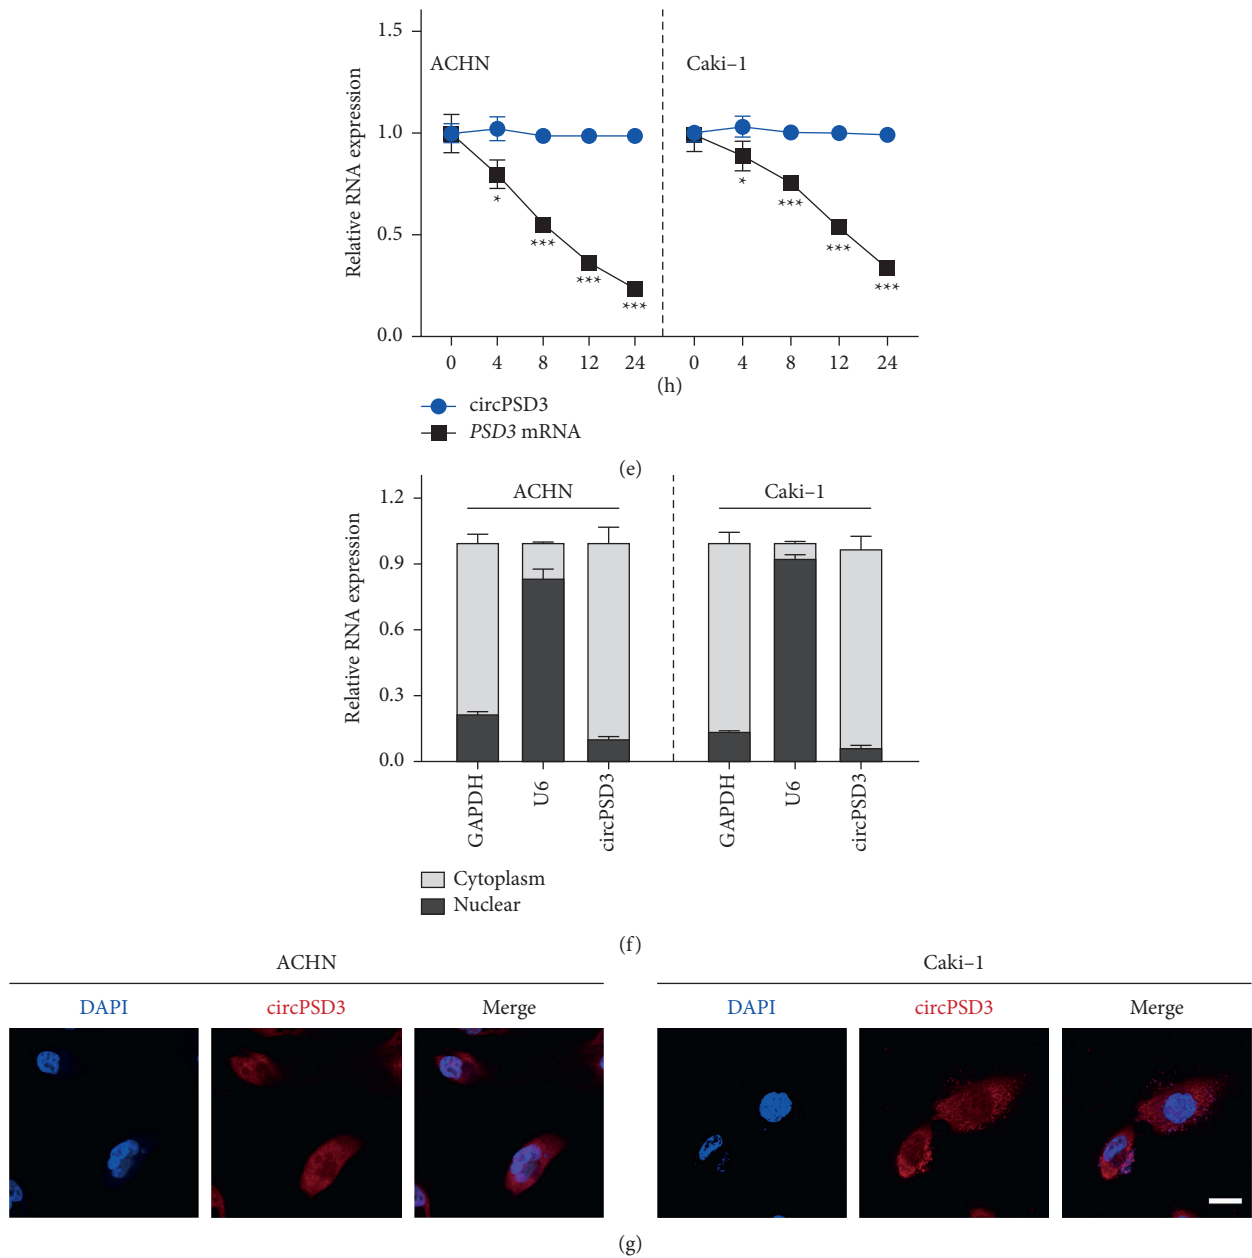 1.5
1.0
0.5
0.0
Relative RNA expression
ACHN
Caki–1
*
***
***
***
*
***
***
***
0 4 8 12 24 0 4 8 12 24
(h)
circPSD3
PSD3 mRNA
(e)
1.2
0.9
0.6
0.3
0.0
Relative RNA expression
ACHN
Caki–1
GAPDH U6 circPSD3 GAPDH U6 circPSD3
Cytoplasm
Nuclear
(f)
ACHN
DAPI circPSD3 Merge
Caki–1
DAPI circPSD3 Merge
(g)